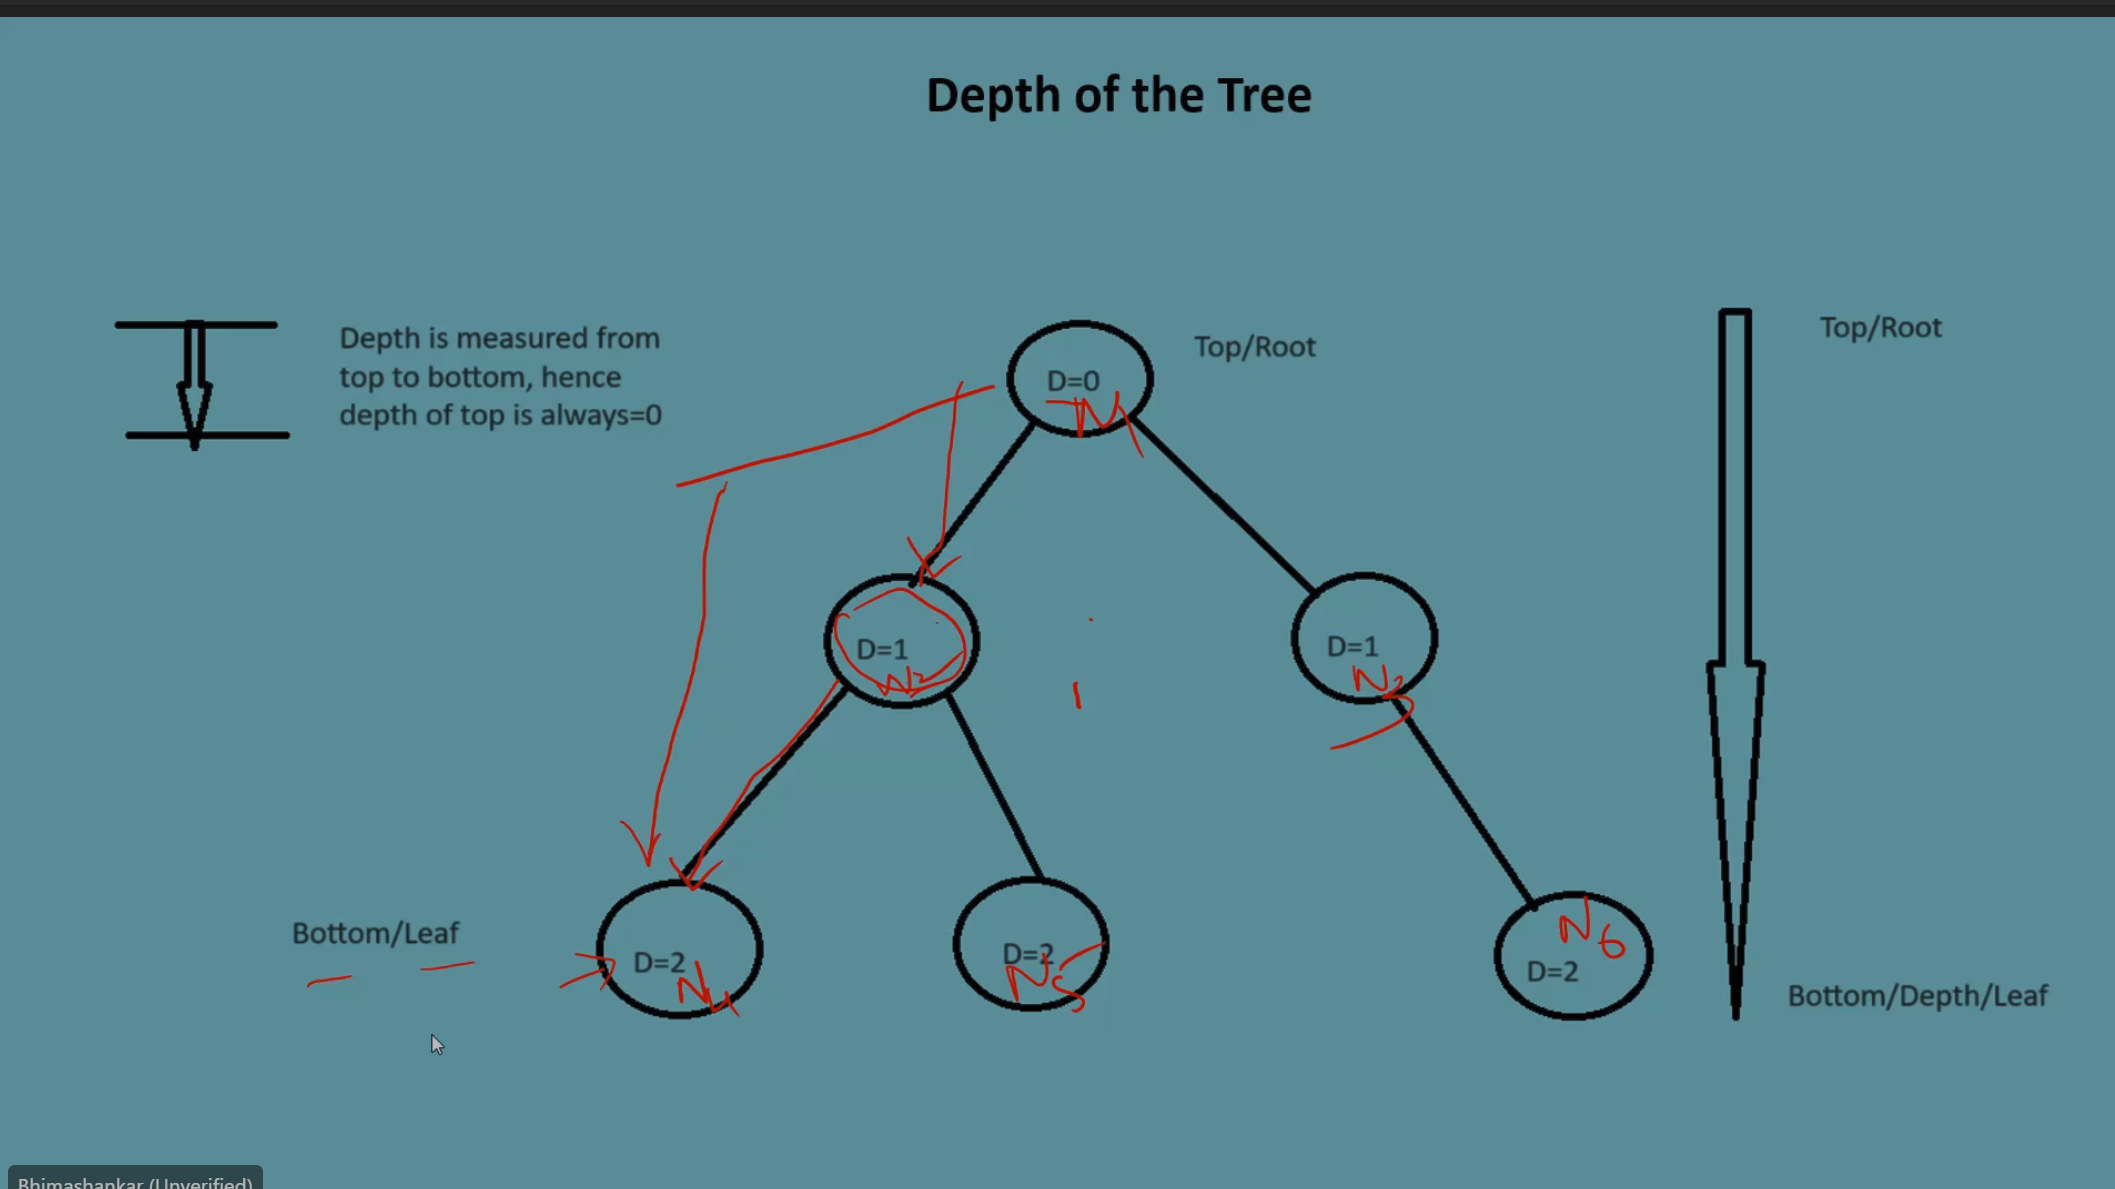 Depth of the Tree
Depth is measured from
top to bottom, hence
depth of top is always=0
Top/Root
Top/Root
D=0
N1
D=1
N2
D=1
N3
Bottom/Leaf
D=2
N4
D=2
N5
N6
D=2
Bottom/Depth/Leaf
Bhimashankar (Unverified)